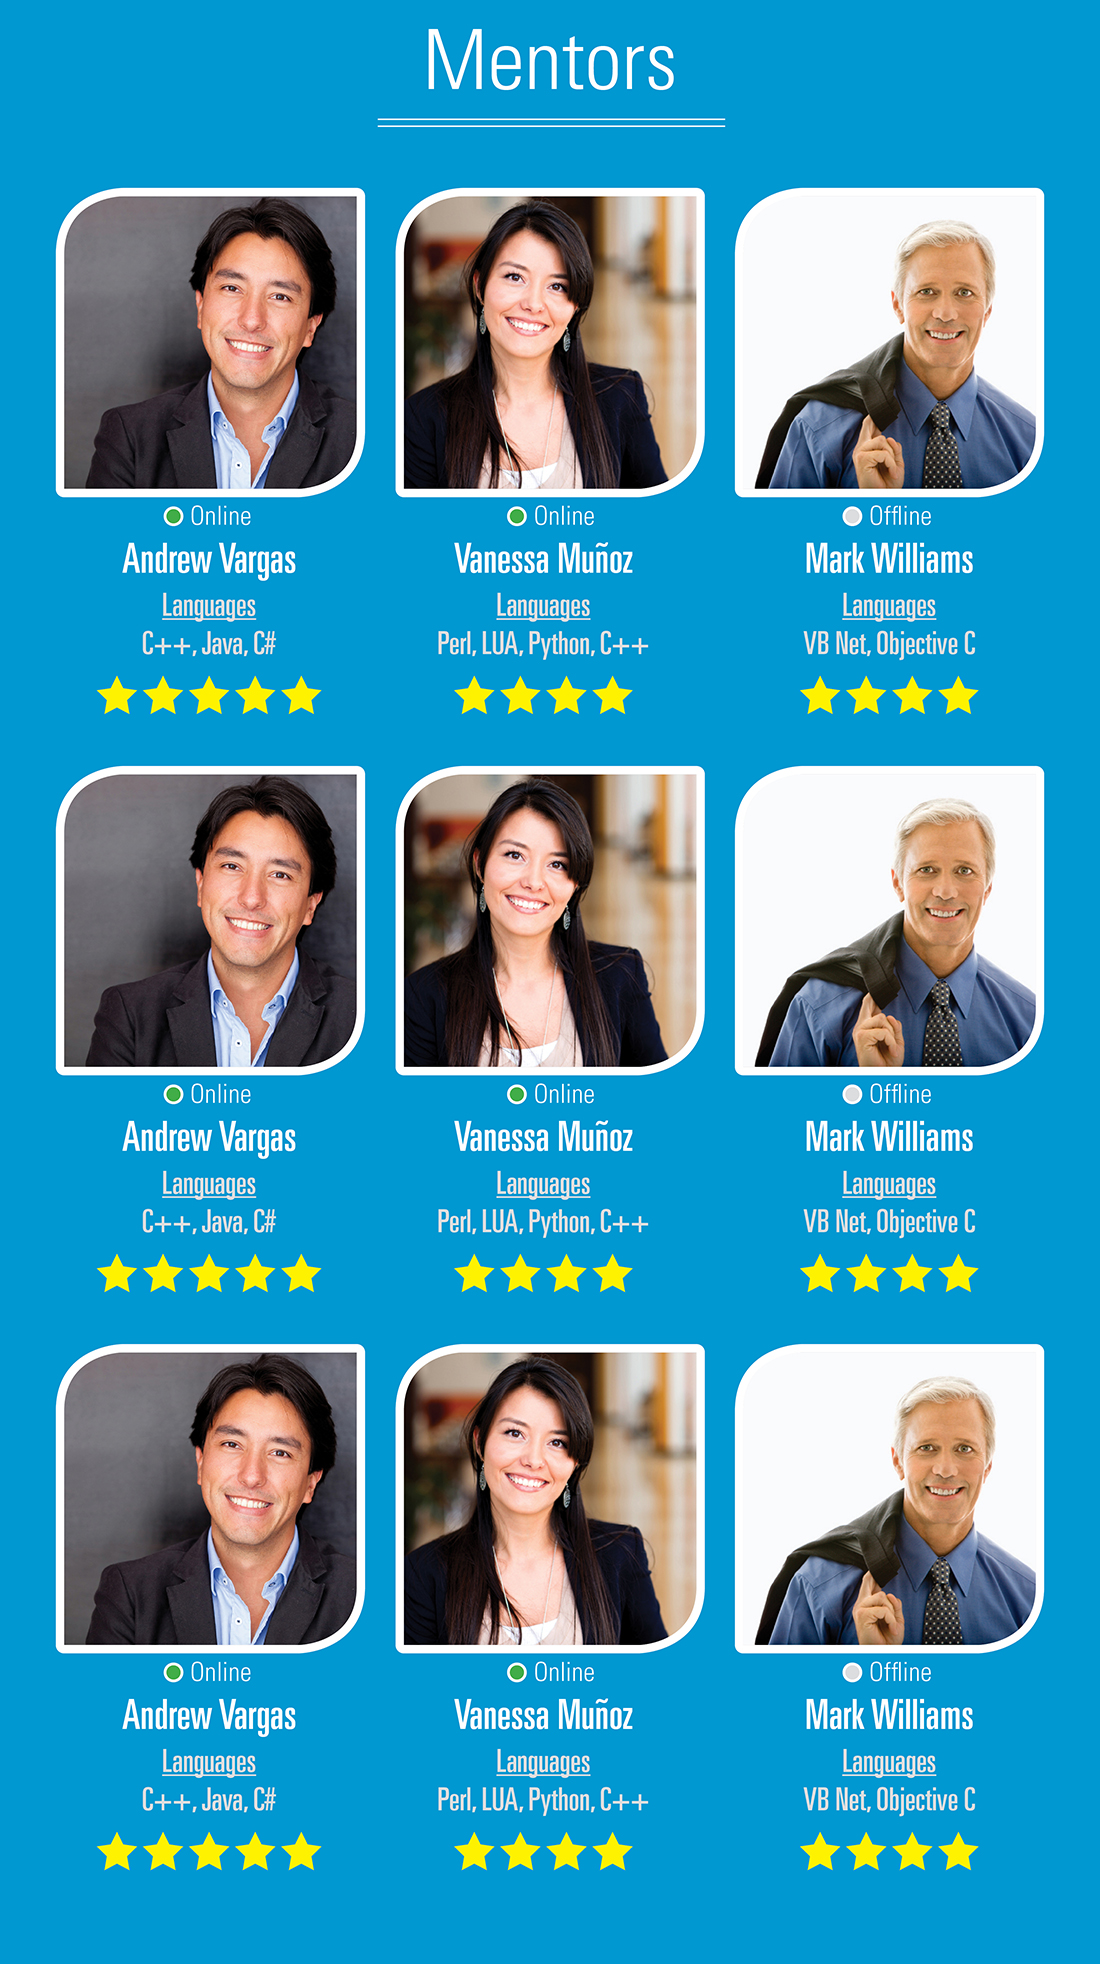 Mentors
Online
Online
Offline
Andrew Vargas
Vanessa Muñoz
Mark Williams
Languages
Languages
Languages
C++, Java, C#
Perl, LUA, Python, C++
VB Net, Objective C
Online
Online
Offline
Andrew Vargas
Vanessa Muñoz
Mark Williams
Languages
Languages
Languages
C++, Java, C#
Perl, LUA, Python, C++
VB Net, Objective C
Online
Online
Offline
Andrew Vargas
Vanessa Muñoz
Mark Williams
Languages
Languages
Languages
C++, Java, C#
Perl, LUA, Python, C++
VB Net, Objective C